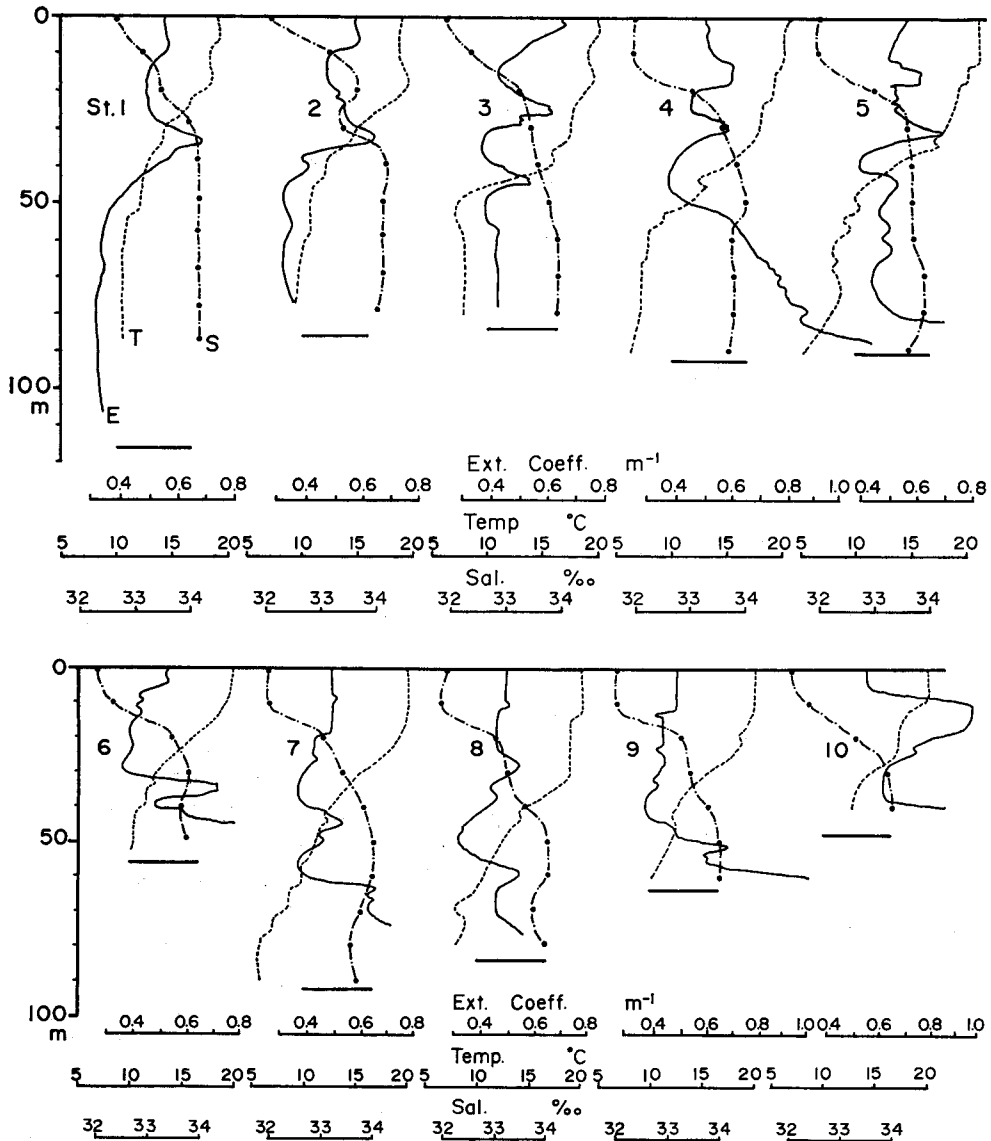 0
St. 1 2 3 4 5
50
T S
100
m E
Ext. Coeff. m⁻¹
0.4 0.6 0.8 0.4 0.6 0.8 0.4 0.6 0.8 0.4 0.6 0.8 1.0 0.4 0.6 0.8
Temp °C
5 10 15 20 5 10 15 20 5 10 15 20 5 10 15 20 5 10 15 20
Sal. ‰
32 33 34 32 33 34 32 33 34 32 33 34 32 33 34
0
6 7 8 9 10
50
100
m
Ext. Coeff. m⁻¹
0.4 0.6 0.8 0.4 0.6 0.8 0.4 0.6 0.8 0.4 0.6 0.8 1.0 0.4 0.6 0.8 1.0
Temp. °C
5 10 15 20 5 10 15 20 5 10 15 20 5 10 15 20 5 10 15 20
Sal. ‰
32 33 34 32 33 34 32 33 34 32 33 34 32 33 34